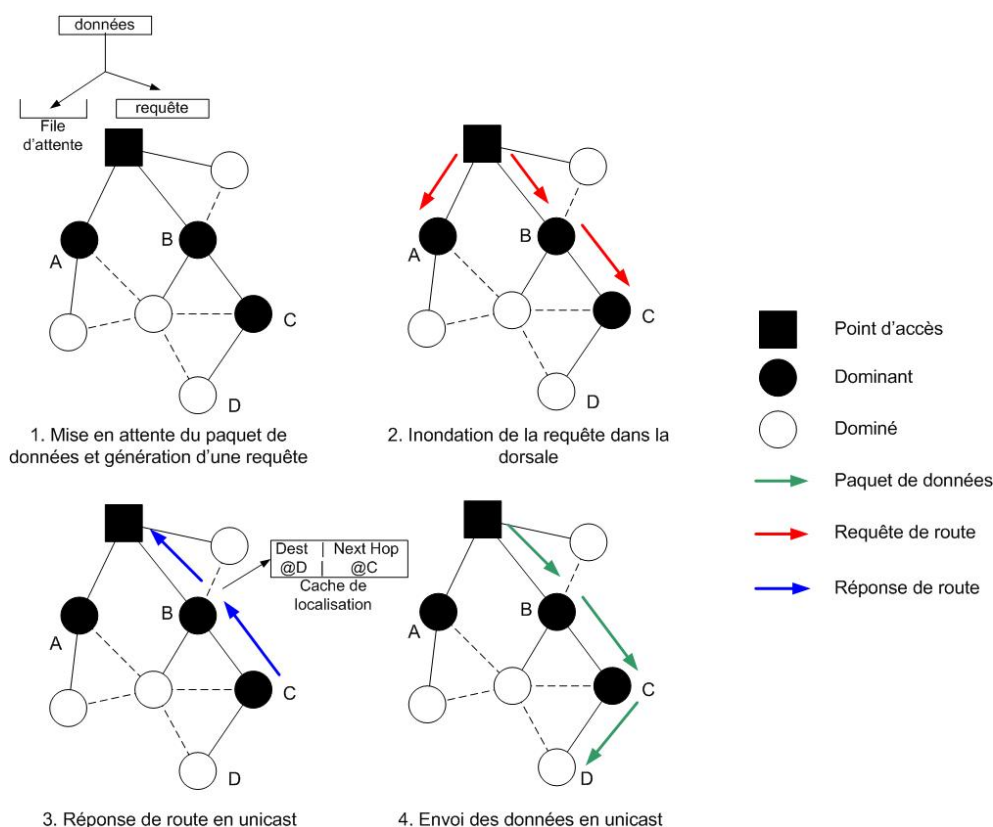 données
File
d'attente
requête
A
B
C
D
1. Mise en attente du paquet de
données et génération d'une requête
A
B
C
D
2. Inondation de la requête dans la
dorsale
Point d'accès
Dominant
Dominé
Paquet de données
Requête de route
Réponse de route
Dest | Next Hop
@D | @C
Cache de
localisation
A
B
C
D
3. Réponse de route en unicast
A
B
C
D
4. Envoi des données en unicast